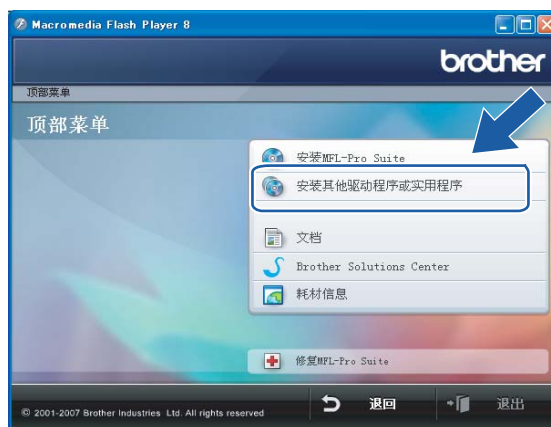 Macromedia Flash Player 8
brother
顶部菜单
顶部菜单
安装MFL-Pro Suite
安装其他驱动程序或实用程序
文档
Brother Solutions Center
耗材信息
修复MFL-Pro Suite
© 2001-2007 Brother Industries Ltd. All rights reserved
退回
退出